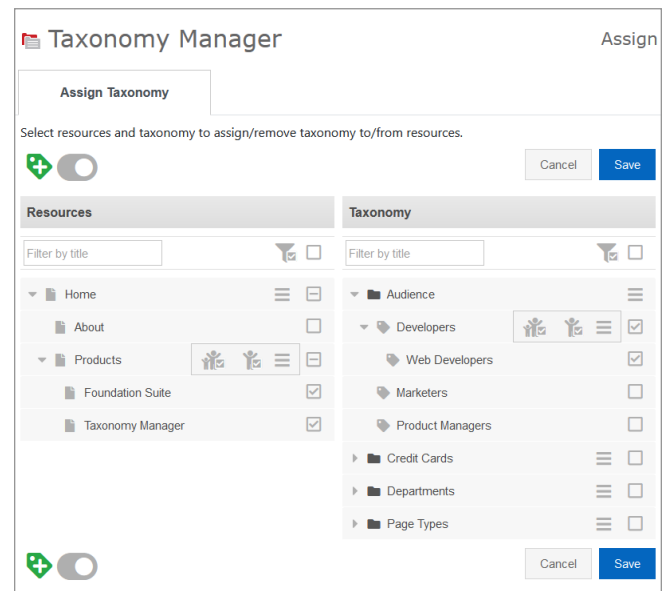 Taxonomy Manager
Assign
Assign Taxonomy
Select resources and taxonomy to assign/remove taxonomy to/from resources.
Cancel
Save
Resources
Taxonomy
Filter by title
Filter by title
Home
Audience
About
Developers
Products
Web Developers
Foundation Suite
Marketers
Taxonomy Manager
Product Managers
Credit Cards
Departments
Page Types
Cancel
Save